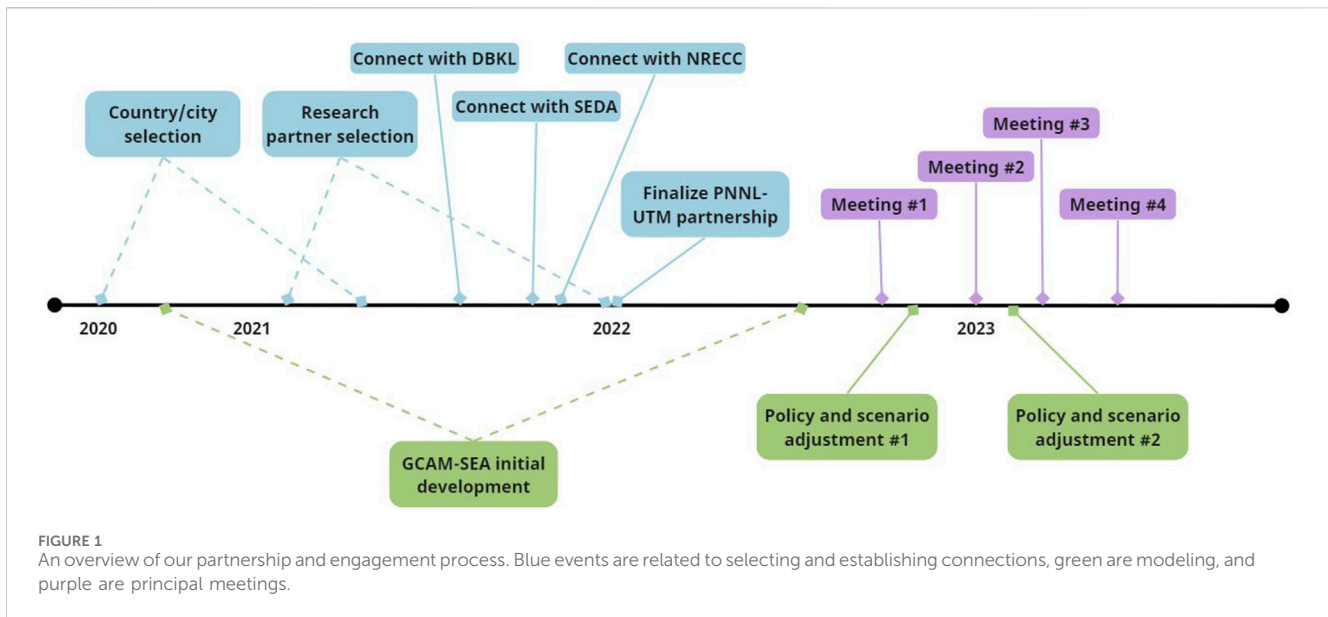 Connect with DBKL
Connect with NRECC
Country/city
selection
Research
partner selection
Connect with SEDA
Meeting #3
Meeting #2
Finalize PNNL-
UTM partnership
Meeting #1
Meeting #4
2020
2021
2022
2023
GCAM-SEA initial
development
Policy and scenario
adjustment #1
Policy and scenario
adjustment #2
FIGURE 1
An overview of our partnership and engagement process. Blue events are related to selecting and establishing connections, green are modeling, and
purple are principal meetings.